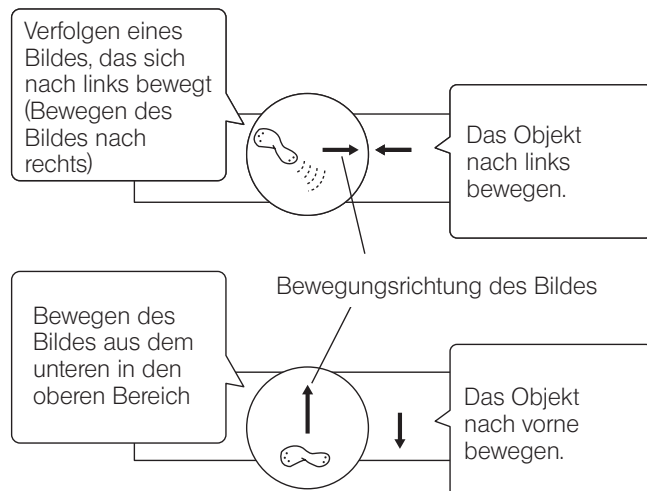 Verfolgen eines
Bildes, das sich
nach links bewegt
(Bewegen des
Bildes nach
rechts)
Das Objekt
nach links
bewegen.
Bewegungsrichtung des Bildes
Bewegen des
Bildes aus dem
unteren in den
oberen Bereich
Das Objekt
nach vorne
bewegen.